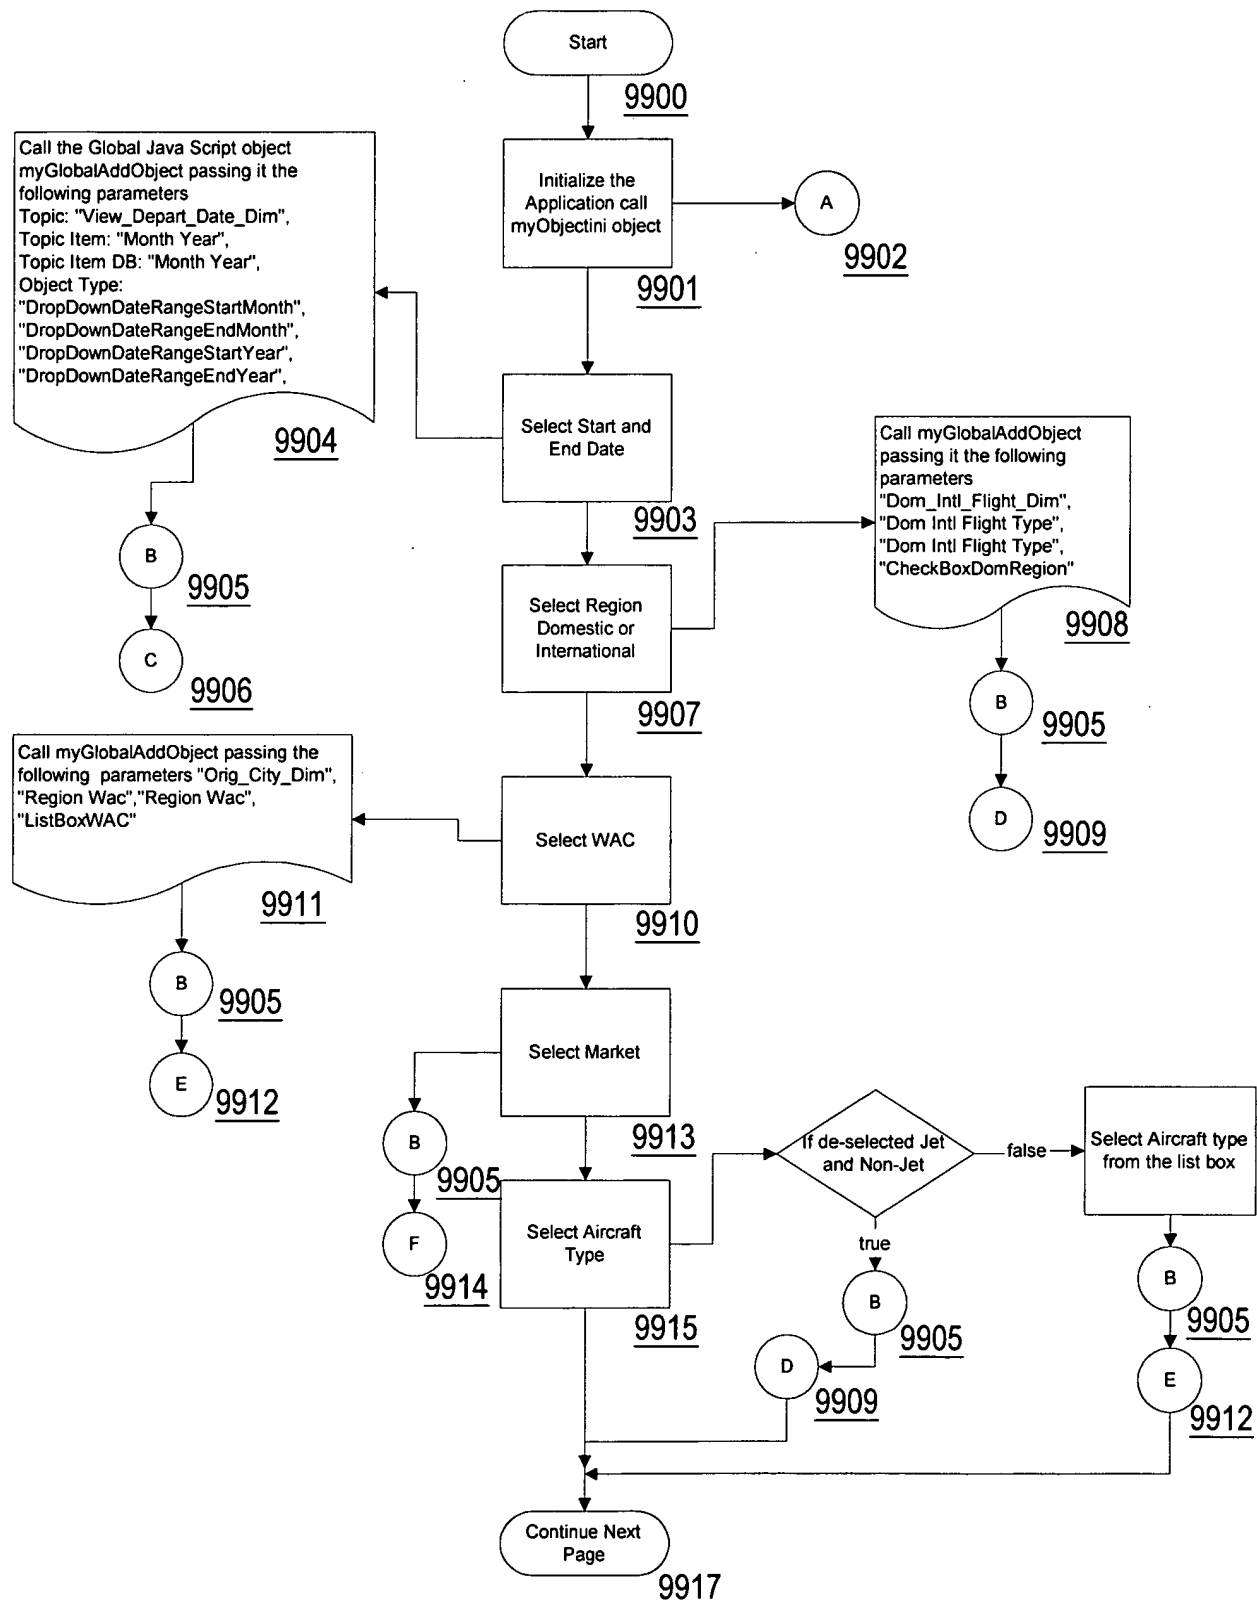 Start
9900
Initialize the
Application call
myObjectini object
9901
A
9902
Call the Global Java Script object
myGlobalAddObject passing it the
following parameters
Topic: "View_Depart_Date_Dim",
Topic Item: "Month Year",
Topic Item DB: "Month Year",
Object Type:
"DropDownDateRangeStartMonth",
"DropDownDateRangeEndMonth",
"DropDownDateRangeStartYear",
"DropDownDateRangeEndYear",
9904
Select Start and
End Date
9903
B
9905
C
9906
Call myGlobalAddObject
passing it the following
parameters
"Dom_Intl_Flight_Dim",
"Dom Intl Flight Type",
"Dom Intl Flight Type",
"CheckBoxDomRegion"
9908
Select Region
Domestic or
International
9907
B
9905
D
9909
Call myGlobalAddObject passing the
following parameters "Orig_City_Dim",
"Region Wac","Region Wac",
"ListBoxWAC"
9911
Select WAC
9910
B
9905
E
9912
Select Market
9913
B
9905
F
9914
Select Aircraft
Type
9915
If de-selected Jet
and Non-Jet
false
true
Select Aircraft type
from the list box
B
9905
D
9909
B
9905
E
9912
Continue Next
Page
9917